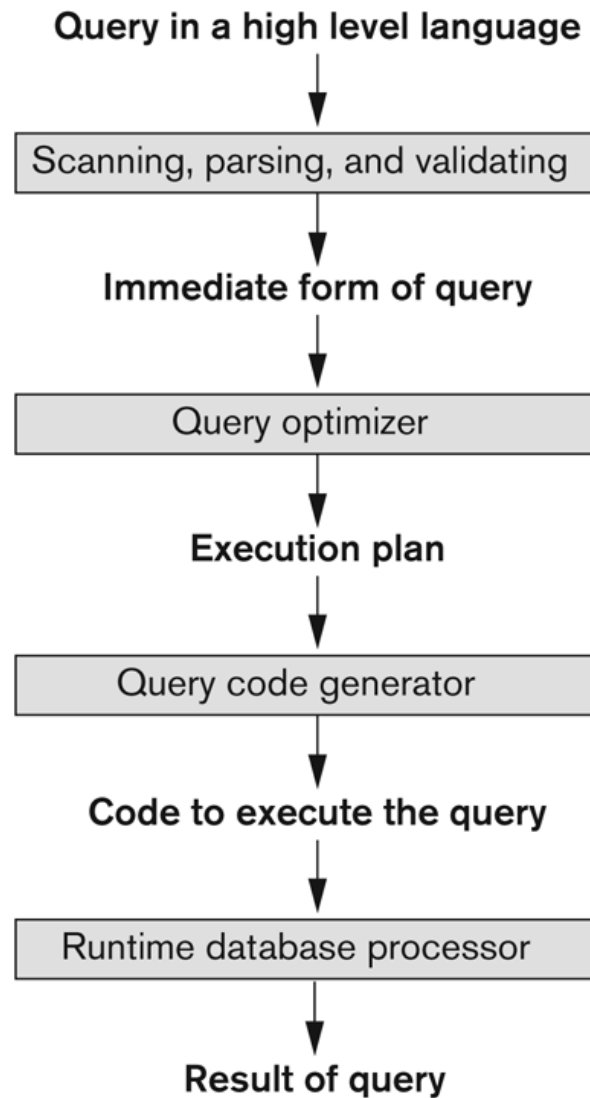 Query in a high level language
Scanning, parsing, and validating
Immediate form of query
Query optimizer
Execution plan
Query code generator
Code to execute the query
Runtime database processor
Result of query